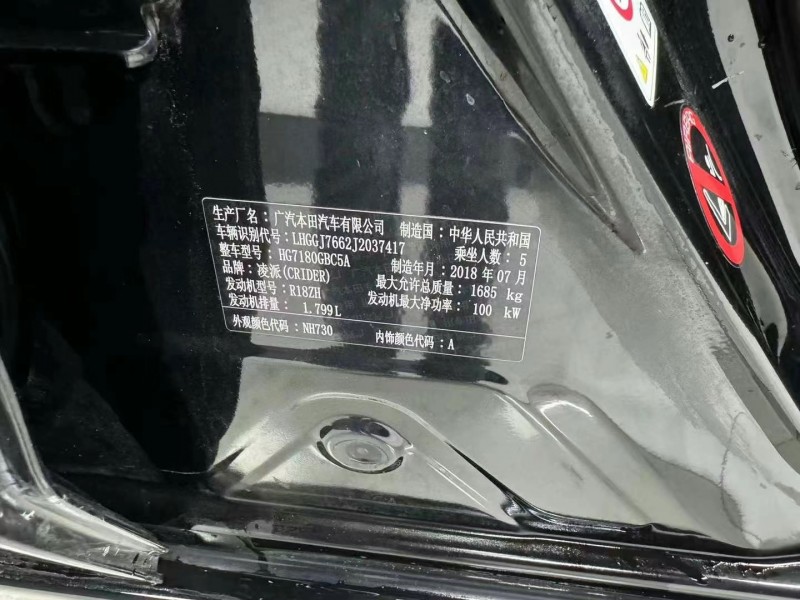 生产厂名：广汽本田汽车有限公司 制造国：中华人民共和国
车辆识别代号：LHGGJ7662J2037417 乘坐人数：5
整车型号：HG7180GBC5A 制造年月：2018 年 07 月
品牌：凌派(CRIDER) 最大允许总质量：1685 kg
发动机型号：R18ZH 发动机最大净功率：100 kW
发动机排量：1.799L
外观颜色代码：NH730 内饰颜色代码：A